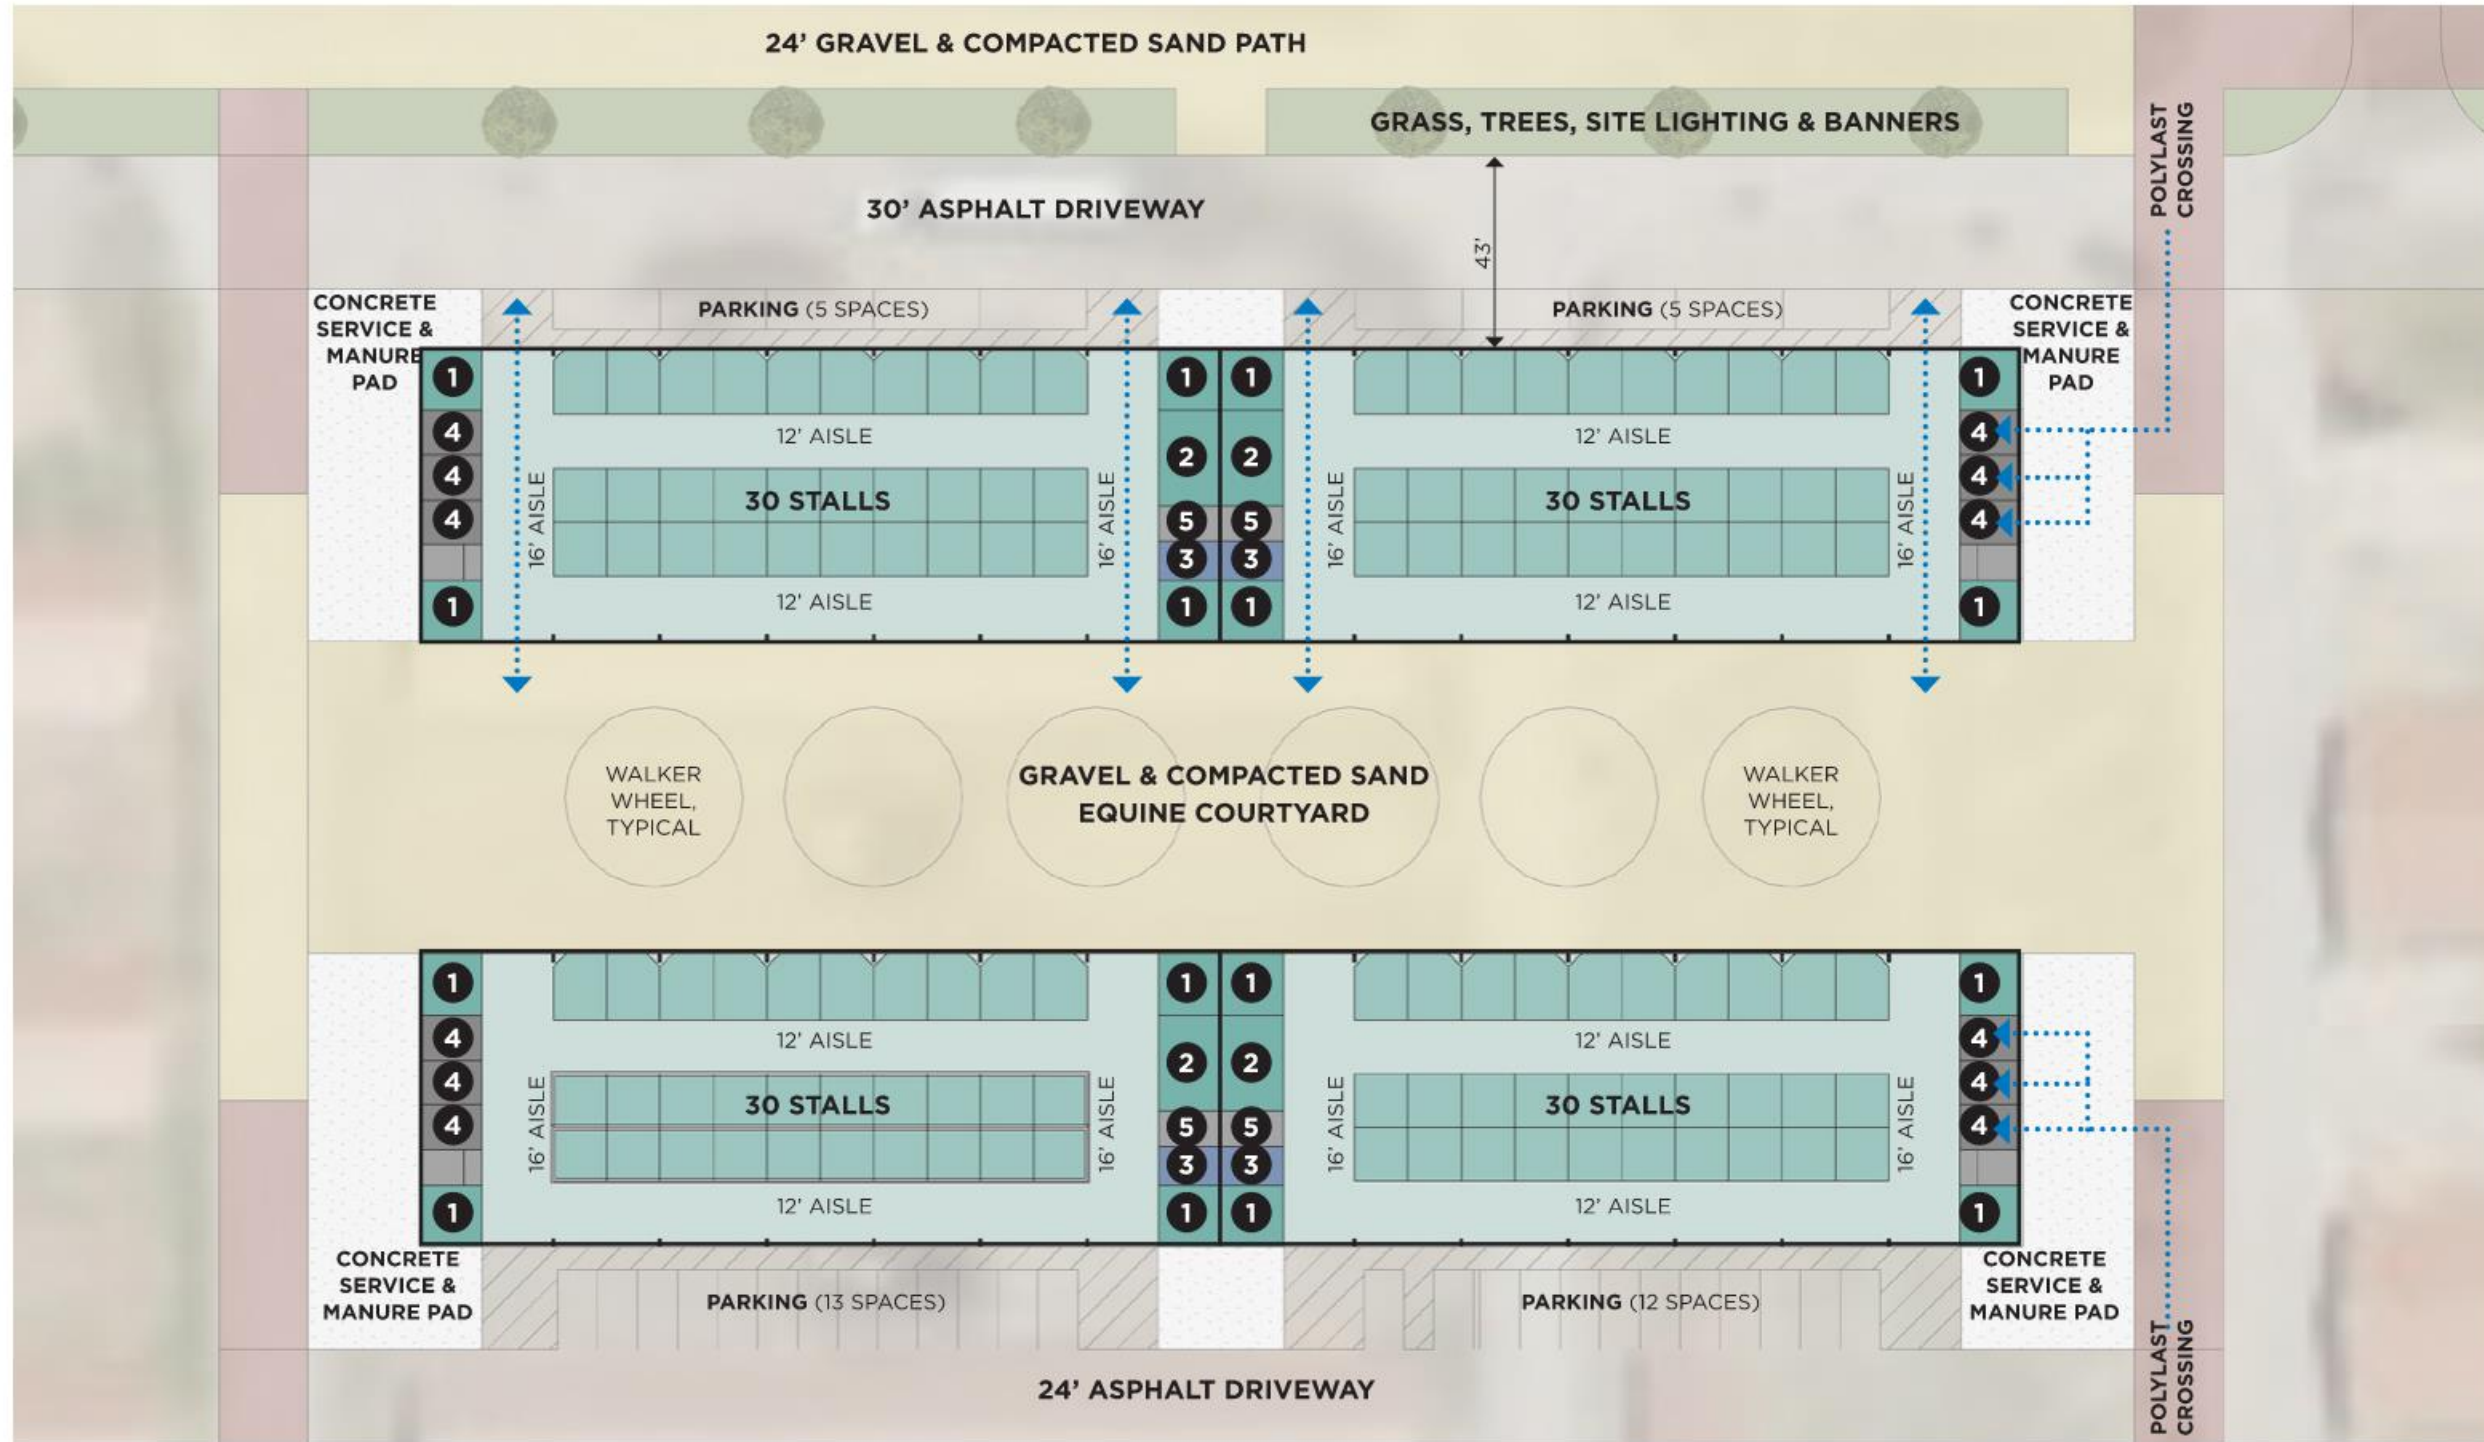 24’ GRAVEL & COMPACTED SAND PATH
GRASS, TREES, SITE LIGHTING & BANNERS
POLYLAST
CROSSING
30’ ASPHALT DRIVEWAY
43’
CONCRETE
SERVICE &
MANURE
PAD
PARKING (5 SPACES)
PARKING (5 SPACES)
CONCRETE
SERVICE &
MANURE
PAD
1
1
1
1
4
4
12’ AISLE
12’ AISLE
2
2
4
4
16’ AISLE
30 STALLS
16’ AISLE
16’ AISLE
30 STALLS
16’ AISLE
4
5
5
4
3
3
1
12’ AISLE
1
1
12’ AISLE
1
WALKER
WHEEL,
TYPICAL
GRAVEL & COMPACTED SAND
EQUINE COURTYARD
WALKER
WHEEL,
TYPICAL
1
1
1
1
4
4
12’ AISLE
12’ AISLE
2
2
4
4
16’ AISLE
30 STALLS
16’ AISLE
16’ AISLE
30 STALLS
16’ AISLE
4
5
5
4
3
3
1
12’ AISLE
1
1
12’ AISLE
1
CONCRETE
SERVICE &
MANURE PAD
PARKING (13 SPACES)
PARKING (12 SPACES)
CONCRETE
SERVICE &
MANURE PAD
POLYLAST
CROSSING
24’ ASPHALT DRIVEWAY